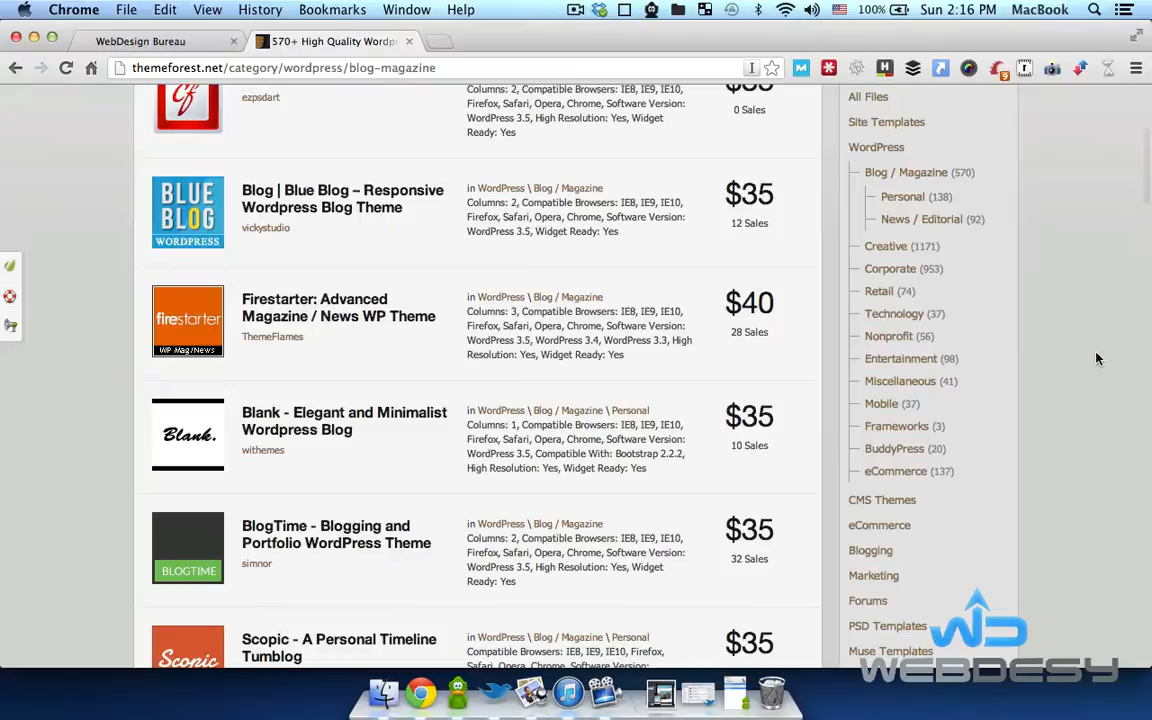 Chrome File Edit View History Bookmarks Window Help 100% Sun 2:16 PM MacBook
WebDesign Bureau
570+ High Quality Wordp
themeforest.net/category/wordpress/blog-magazine
ezpsdart
Columns: 2, Compatible Browsers: IE8, IE9, IE10,
Firefox, Safari, Opera, Chrome, Software Version:
WordPress 3.5, High Resolution: Yes, Widget
Ready: Yes
$35
0 Sales
BLUE
BLOG
WORDPRESS
Blog | Blue Blog – Responsive
Wordpress Blog Theme
vickystudio
in WordPress \ Blog / Magazine
Columns: 2, Compatible Browsers: IE8, IE9, IE10,
Firefox, Safari, Opera, Chrome, Software Version:
WordPress 3.5, Widget Ready: Yes
$35
12 Sales
firestarter
WP Mag/News
Firestarter: Advanced
Magazine / News WP Theme
ThemeFlames
in WordPress \ Blog / Magazine
Columns: 3, Compatible Browsers: IE8, IE9, IE10,
Firefox, Safari, Opera, Chrome, Software Version:
WordPress 3.5, WordPress 3.4, WordPress 3.3, High
Resolution: Yes, Widget Ready: Yes
$40
28 Sales
Blank.
Blank - Elegant and Minimalist
Wordpress Blog
withemes
in WordPress \ Blog / Magazine \ Personal
Columns: 1, Compatible Browsers: IE8, IE9, IE10,
Firefox, Safari, Opera, Chrome, Software Version:
WordPress 3.5, Compatible With: Bootstrap 2.2.2,
High Resolution: Yes, Widget Ready: Yes
$35
10 Sales
BLOGTIME
BlogTime - Blogging and
Portfolio WordPress Theme
simnor
in WordPress \ Blog / Magazine
Columns: 2, Compatible Browsers: IE8, IE9, IE10,
Firefox, Safari, Opera, Chrome, Software Version:
WordPress 3.5, High Resolution: Yes, Widget
Ready: Yes
$35
32 Sales
Scopic
Scopic - A Personal Timeline
Tumblog
in WordPress \ Blog / Magazine \ Personal
Compatible Browsers: IE8, IE9, IE10, Firefox,
Safari, Opera, Chrome, Software Version:
$35
All Files
Site Templates
WordPress
Blog / Magazine (570)
Personal (138)
News / Editorial (92)
Creative (1171)
Corporate (953)
Retail (74)
Technology (37)
Nonprofit (56)
Entertainment (98)
Miscellaneous (41)
Mobile (37)
Frameworks (3)
BuddyPress (20)
eCommerce (137)
CMS Themes
eCommerce
Blogging
Marketing
Forums
PSD Templates
Muse Templates
WEBDESY